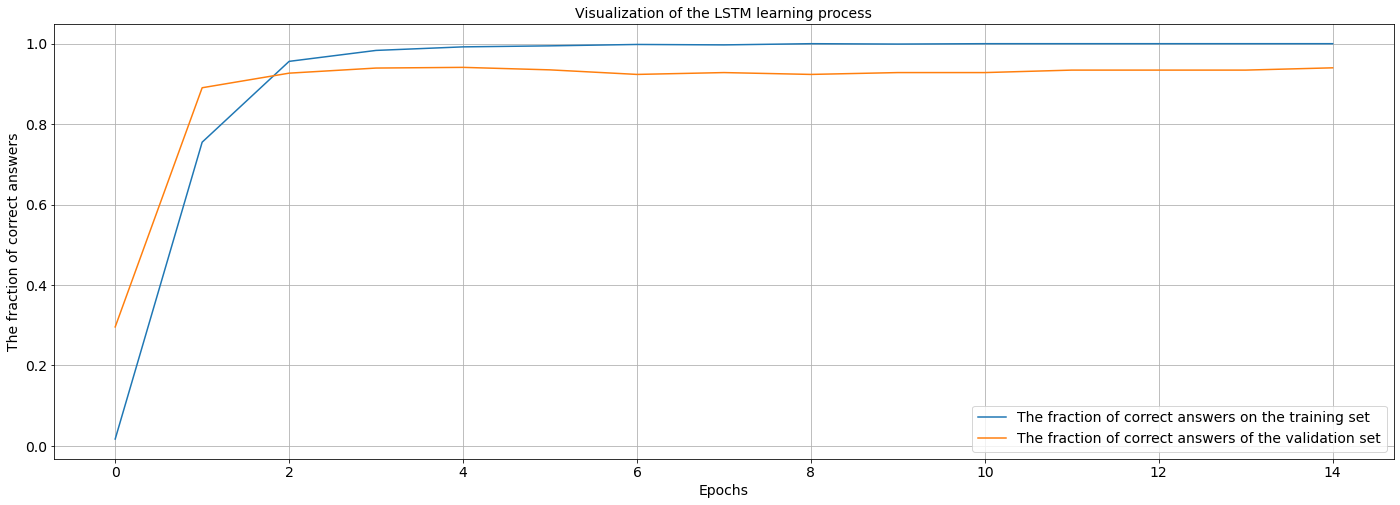 Visualization of the LSTM learning process
The fraction of correct answers
1.0
0.8
0.6
0.4
0.2
0.0
The fraction of correct answers on the training set
The fraction of correct answers of the validation set
0 2 4 6 8 10 12 14
Epochs